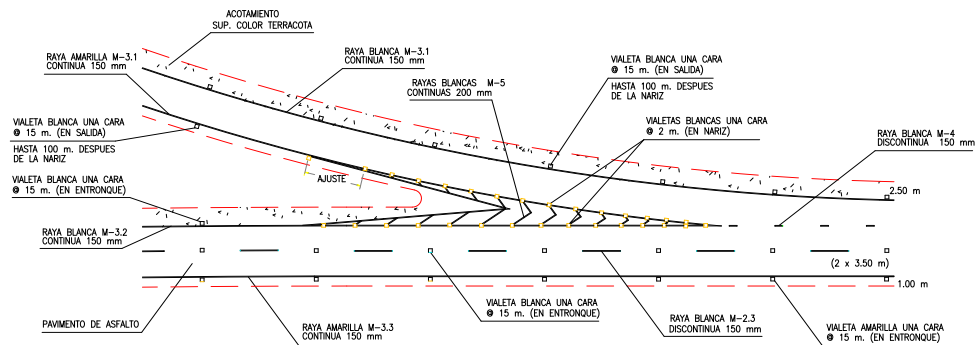 ACOTAMIENTO
SUP. COLOR TERRACOTA
RAYA AMARILLA M-3.1
CONTINUA 150 mm
RAYA BLANCA M-3.1
CONTINUA 150 mm
VIALETA BLANCA UNA CARA
@ 15 m. (EN SALIDA)
HASTA 100 m. DESPUES
DE LA NARIZ
RAYAS BLANCAS M-5
CONTINUAS 200 mm
VIALETA BLANCA UNA CARA
@ 15 m. (EN SALIDA)
HASTA 100 m. DESPUES
DE LA NARIZ
VIALETAS BLANCAS UNA CARA
@ 2 m. (EN NARIZ)
RAYA BLANCA M-4
DISCONTINUA 150 mm
VIALETA BLANCA UNA CARA
@ 15 m. (EN ENTRONQUE)
AJUSTE
2.50 m
RAYA BLANCA M-3.2
CONTINUA 150 mm
(2 x 3.50 m)
1.00 m
PAVIMENTO DE ASFALTO
RAYA AMARILLA M-3.3
CONTINUA 150 mm
VIALETA BLANCA UNA CARA
@ 15 m. (EN ENTRONQUE)
RAYA BLANCA M-2.3
DISCONTINUA 150 mm
VIALETA AMARILLA UNA CARA
@ 15 m. (EN ENTRONQUE)